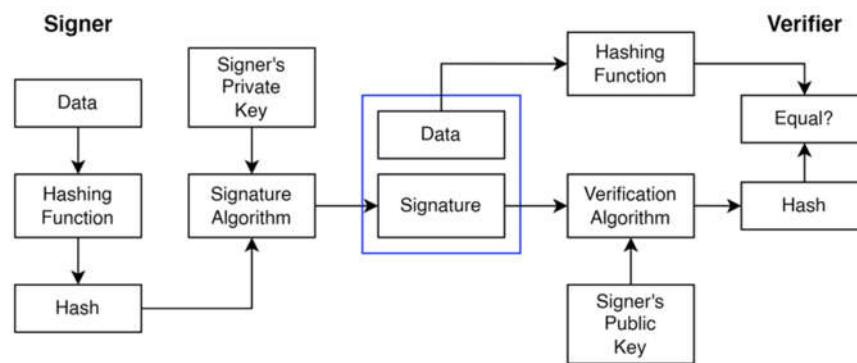 Signer
Verifier
Signer's
Private
Key
Hashing
Function
Data
Data
Equal?
Hashing
Function
Signature
Algorithm
Signature
Verification
Algorithm
Hash
Hash
Signer's
Public
Key